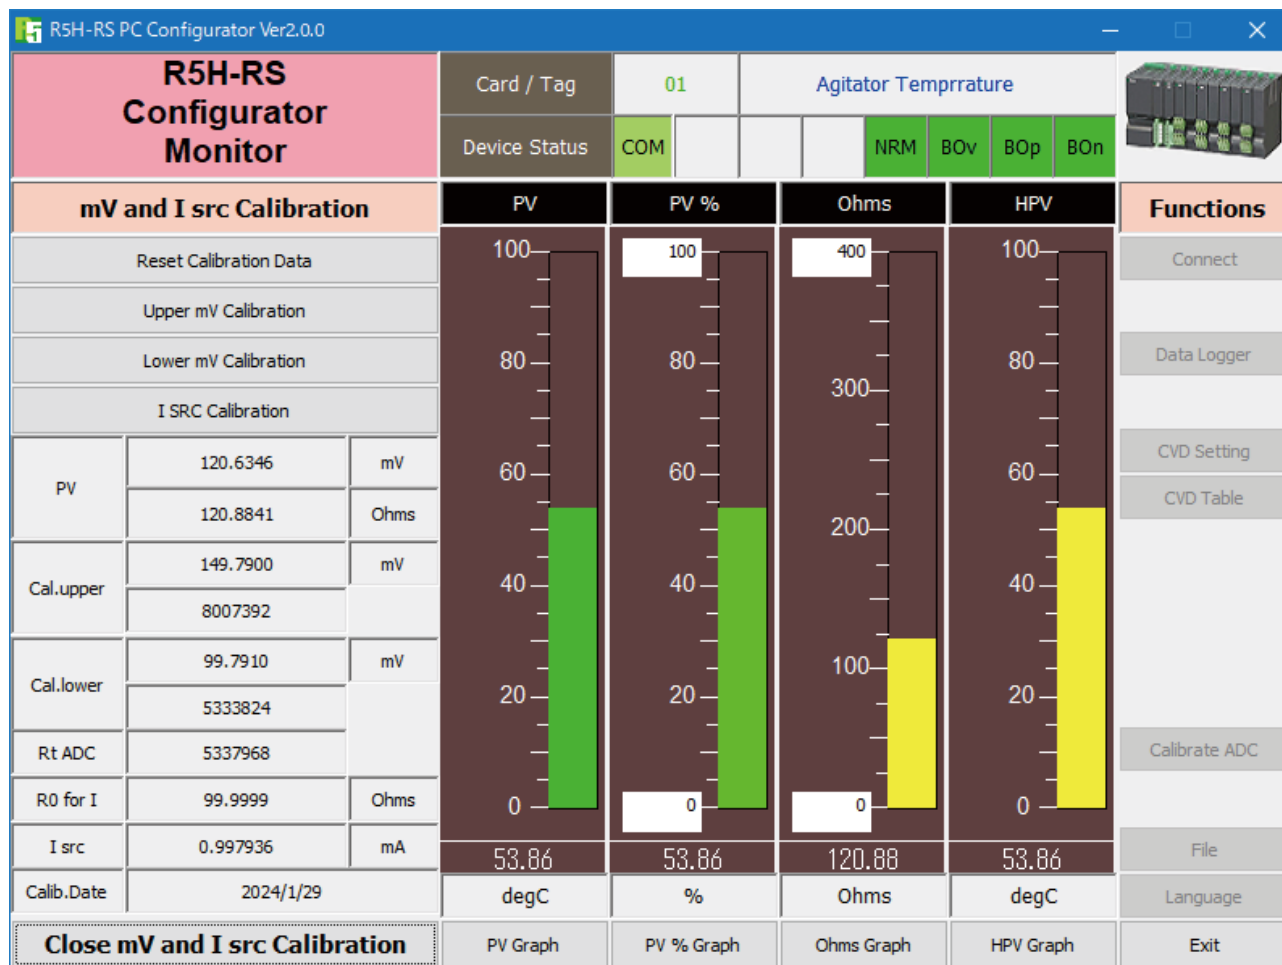 R5H-RS PC Configurator Ver2.0.0
R5H-RS
Configurator
Monitor
Card / Tag
01
Agitator Temprrature
Device Status
COM
NRM
BOv
BOp
BOn
mV and I src Calibration
Reset Calibration Data
Upper mV Calibration
Lower mV Calibration
I SRC Calibration
PV
120.6346
mV
120.8841
Ohms
Cal.upper
149.7900
mV
8007392
Cal.lower
99.7910
mV
5333824
Rt ADC
5337968
R0 for I
99.9999
Ohms
I src
0.997936
mA
Calib.Date
2024/1/29
Close mV and I src Calibration
PV
100
80
60
40
20
0
53.86
degC
PV Graph
PV %
100
80
60
40
20
0
53.86
%
PV % Graph
Ohms
400
300
200
100
0
120.88
Ohms
Ohms Graph
HPV
100
80
60
40
20
0
53.86
degC
HPV Graph
Functions
Connect
Data Logger
CVD Setting
CVD Table
Calibrate ADC
File
Language
Exit